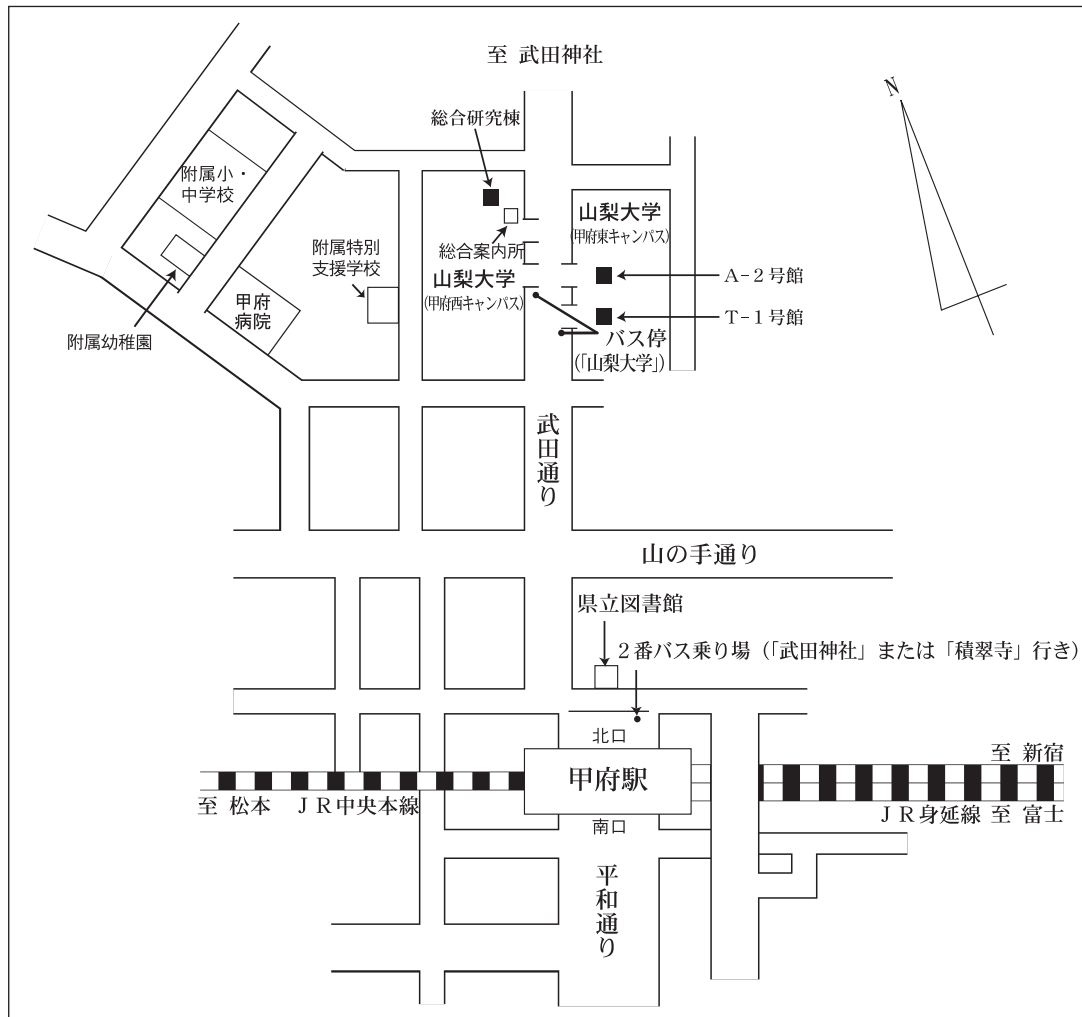 至 武田神社
N
総合研究棟
附属小・
中学校
山梨大学
(甲府東キャンパス)
附属特別
支援学校
総合案内所
山梨大学
(甲府西キャンパス)
A-2号館
甲府
病院
T-1号館
附属幼稚園
バス停
(「山梨大学」)
武田通り
山の手通り
県立図書館
2番バス乗り場(「武田神社」または「積翠寺」行き)
北口
甲府駅
至 新宿
至 松本 JR中央本線
JR身延線 至 富士
南口
平和通り